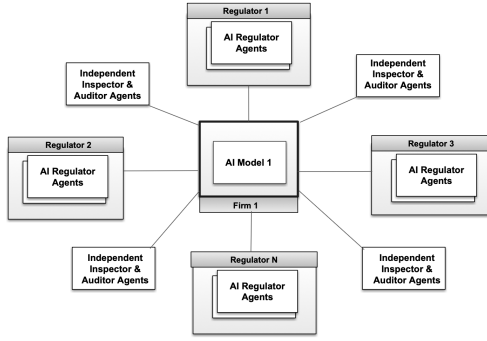 Regulator 1
AI Regulator
Agents
Independent
Inspector &
Auditor Agents
Independent
Inspector &
Auditor Agents
Regulator 2
AI Regulator
Agents
AI Model 1
Firm 1
Regulator 3
AI Regulator
Agents
Independent
Inspector &
Auditor Agents
Regulator N
AI Regulator
Agents
Independent
Inspector &
Auditor Agents